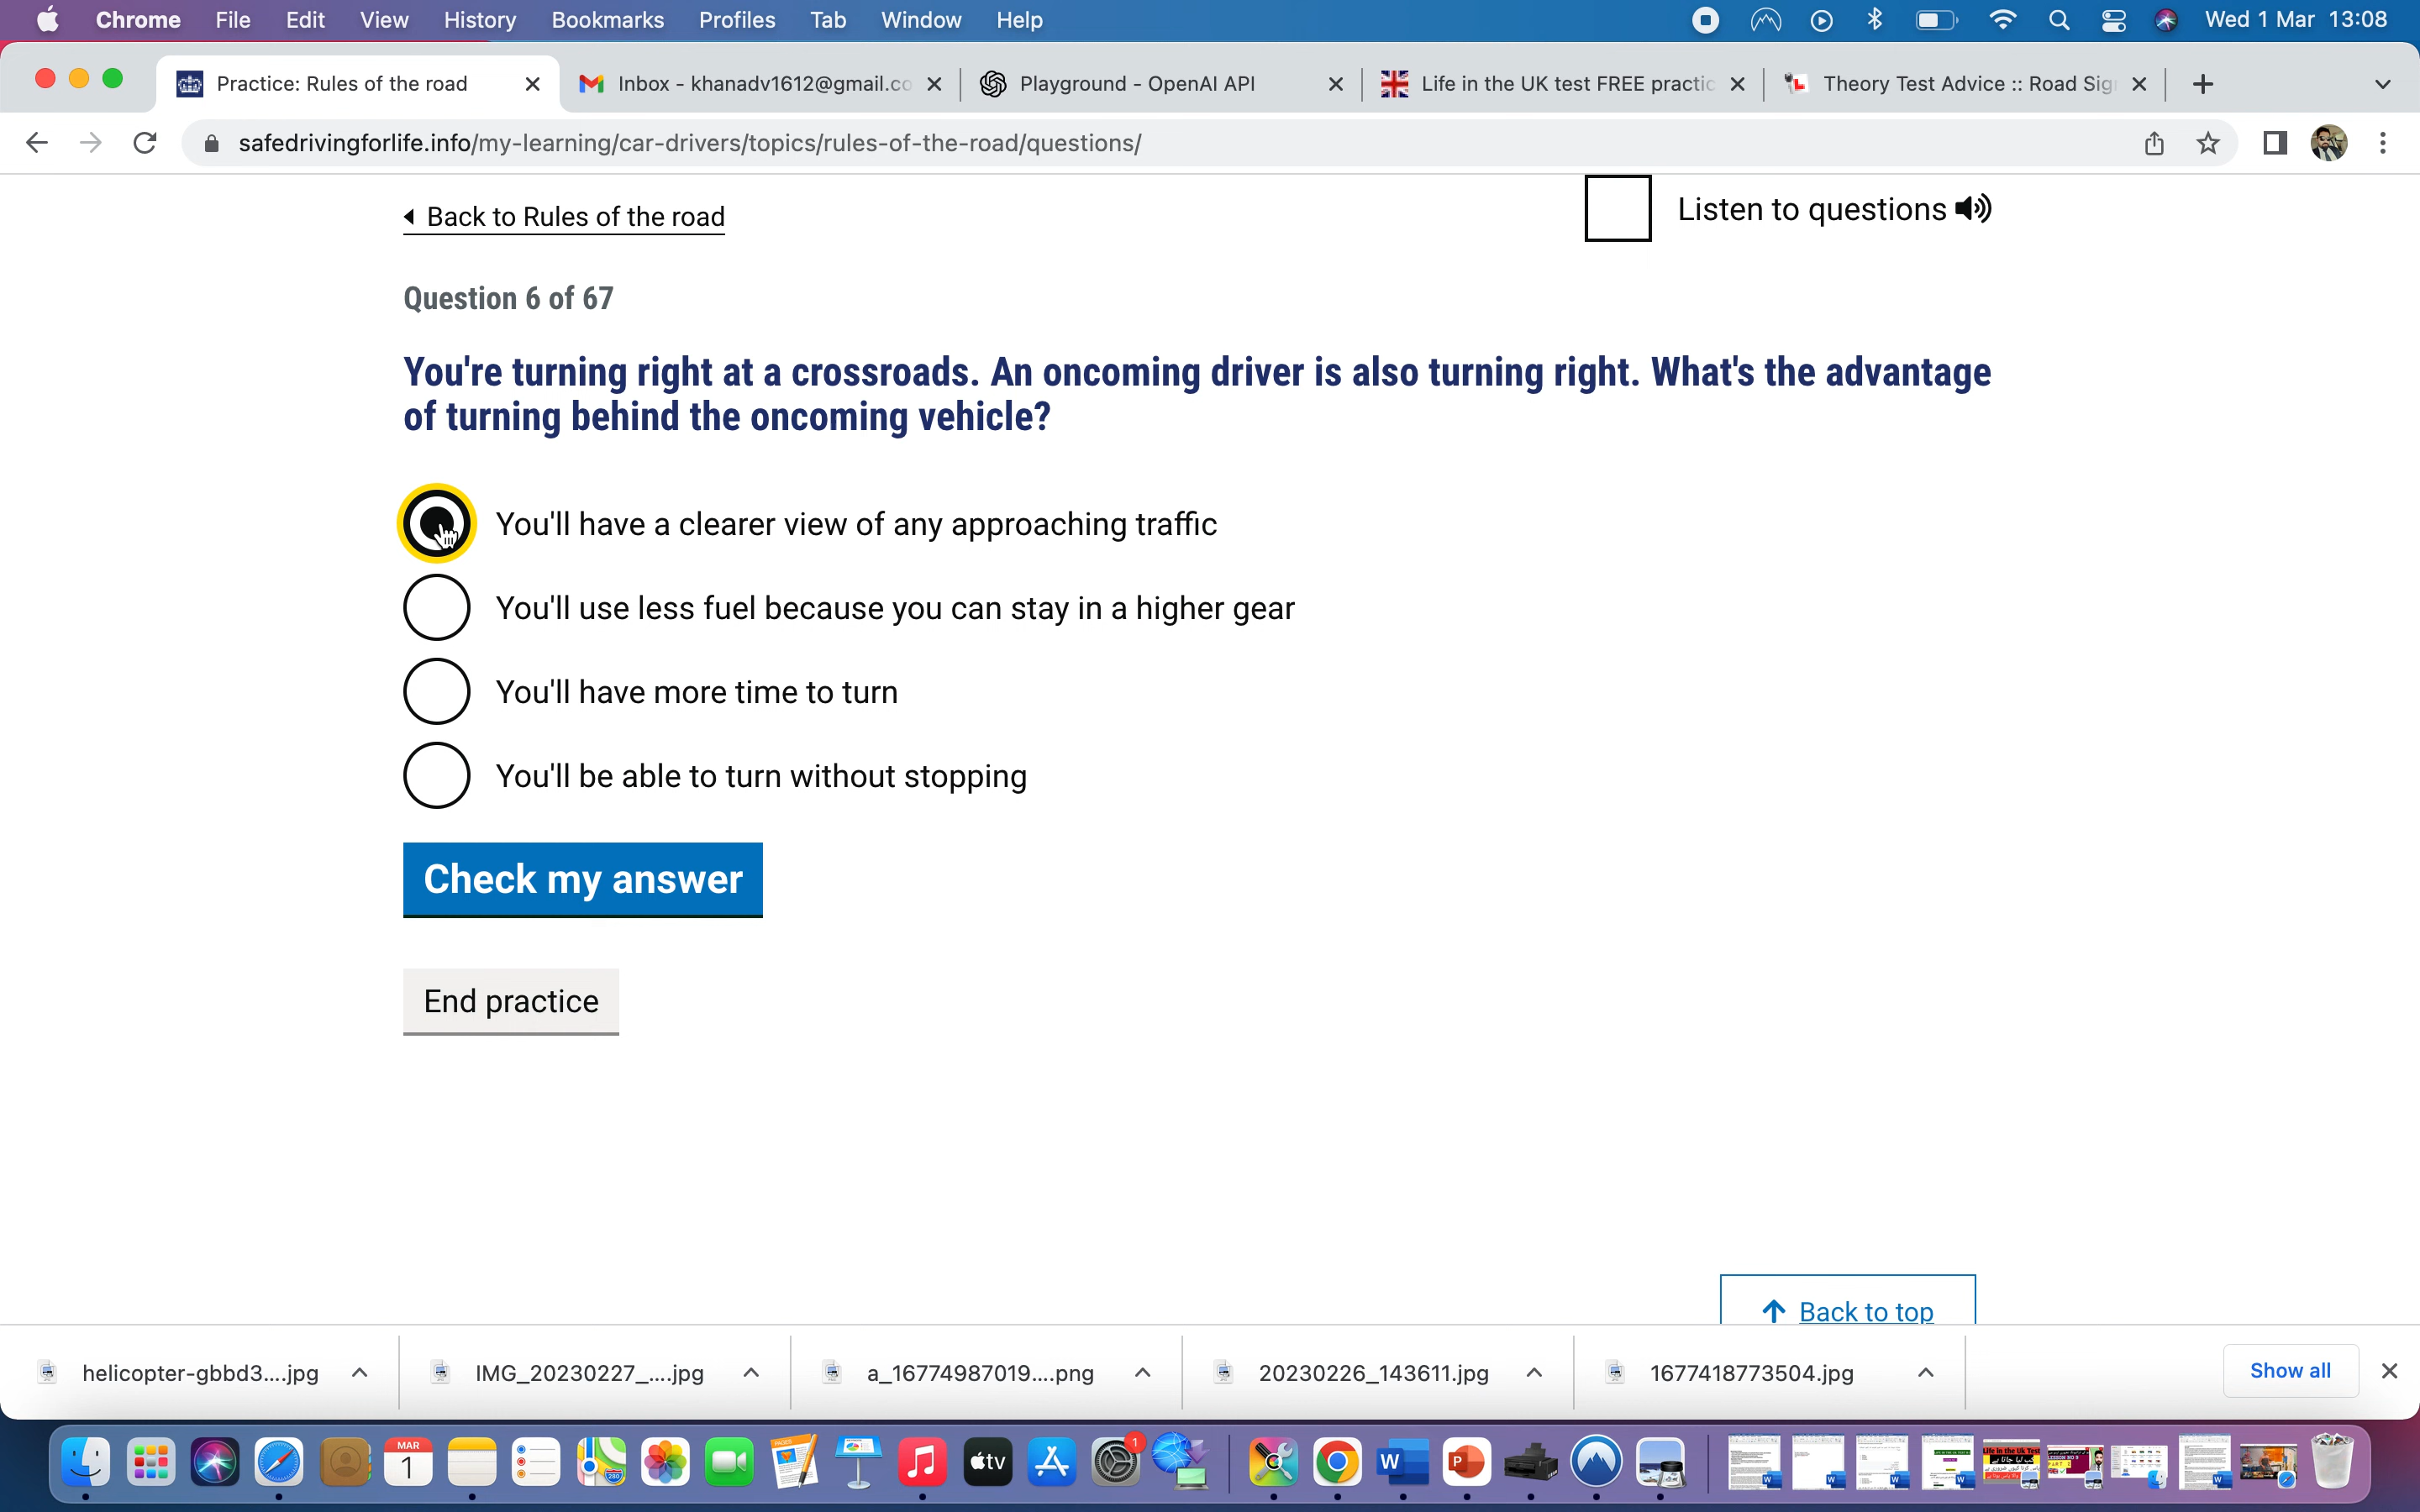 Chrome File Edit View History Bookmarks Profiles Tab Window Help Wed 1 Mar 13:08
Practice: Rules of the road Inbox - khanadv1612@gmail.co Playground - OpenAI API Life in the UK test FREE practic Theory Test Advice :: Road Sig
safedrivingforlife.info/my-learning/car-drivers/topics/rules-of-the-road/questions/
Back to Rules of the road Listen to questions
Question 6 of 67
You're turning right at a crossroads. An oncoming driver is also turning right. What's the advantage
of turning behind the oncoming vehicle?
You'll have a clearer view of any approaching traffic
You'll use less fuel because you can stay in a higher gear
You'll have more time to turn
You'll be able to turn without stopping
Check my answer
End practice
Back to top
helicopter-gbbd3....jpg IMG_20230227_....jpg a_16774987019....png 20230226_143611.jpg 1677418773504.jpg Show all
MAR
1
280
PAGES
tv
1
W
P